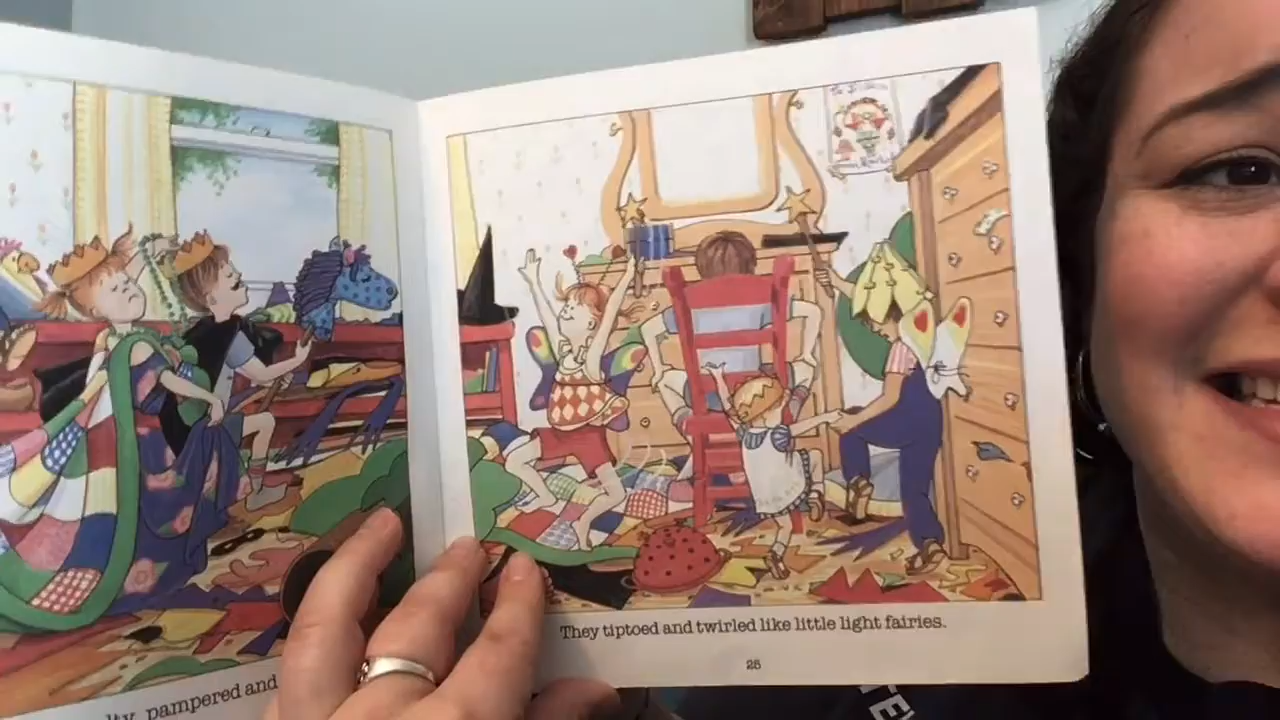 pampered and
They tiptoed and twirled like little light fairies.
25